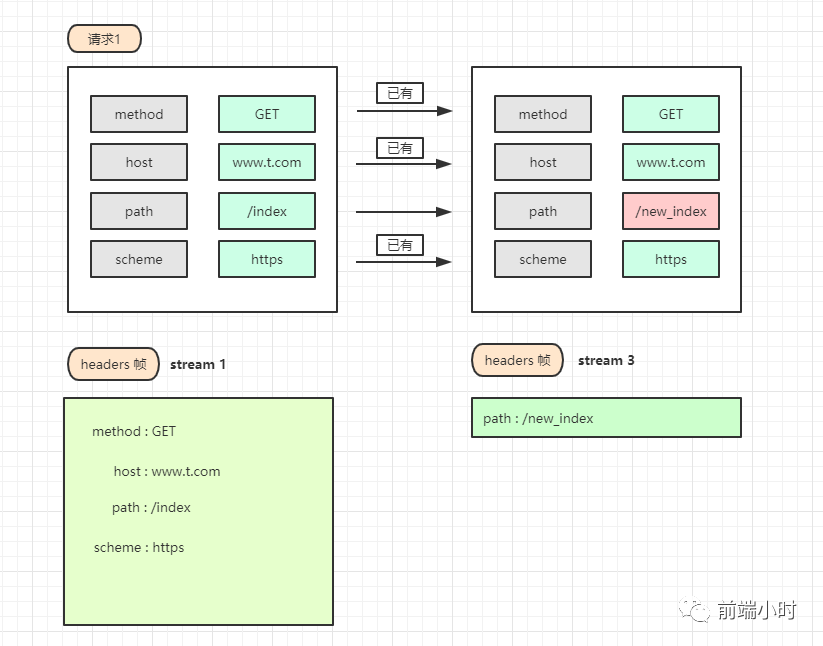 请求1
method GET 已有 method GET
host www.t.com 已有 host www.t.com
path /index path /new_index
scheme https 已有 scheme https
headers 帧 stream 1 headers 帧 stream 3
method : GET path : /new_index
host : www.t.com
path : /index
scheme : https
前端小时